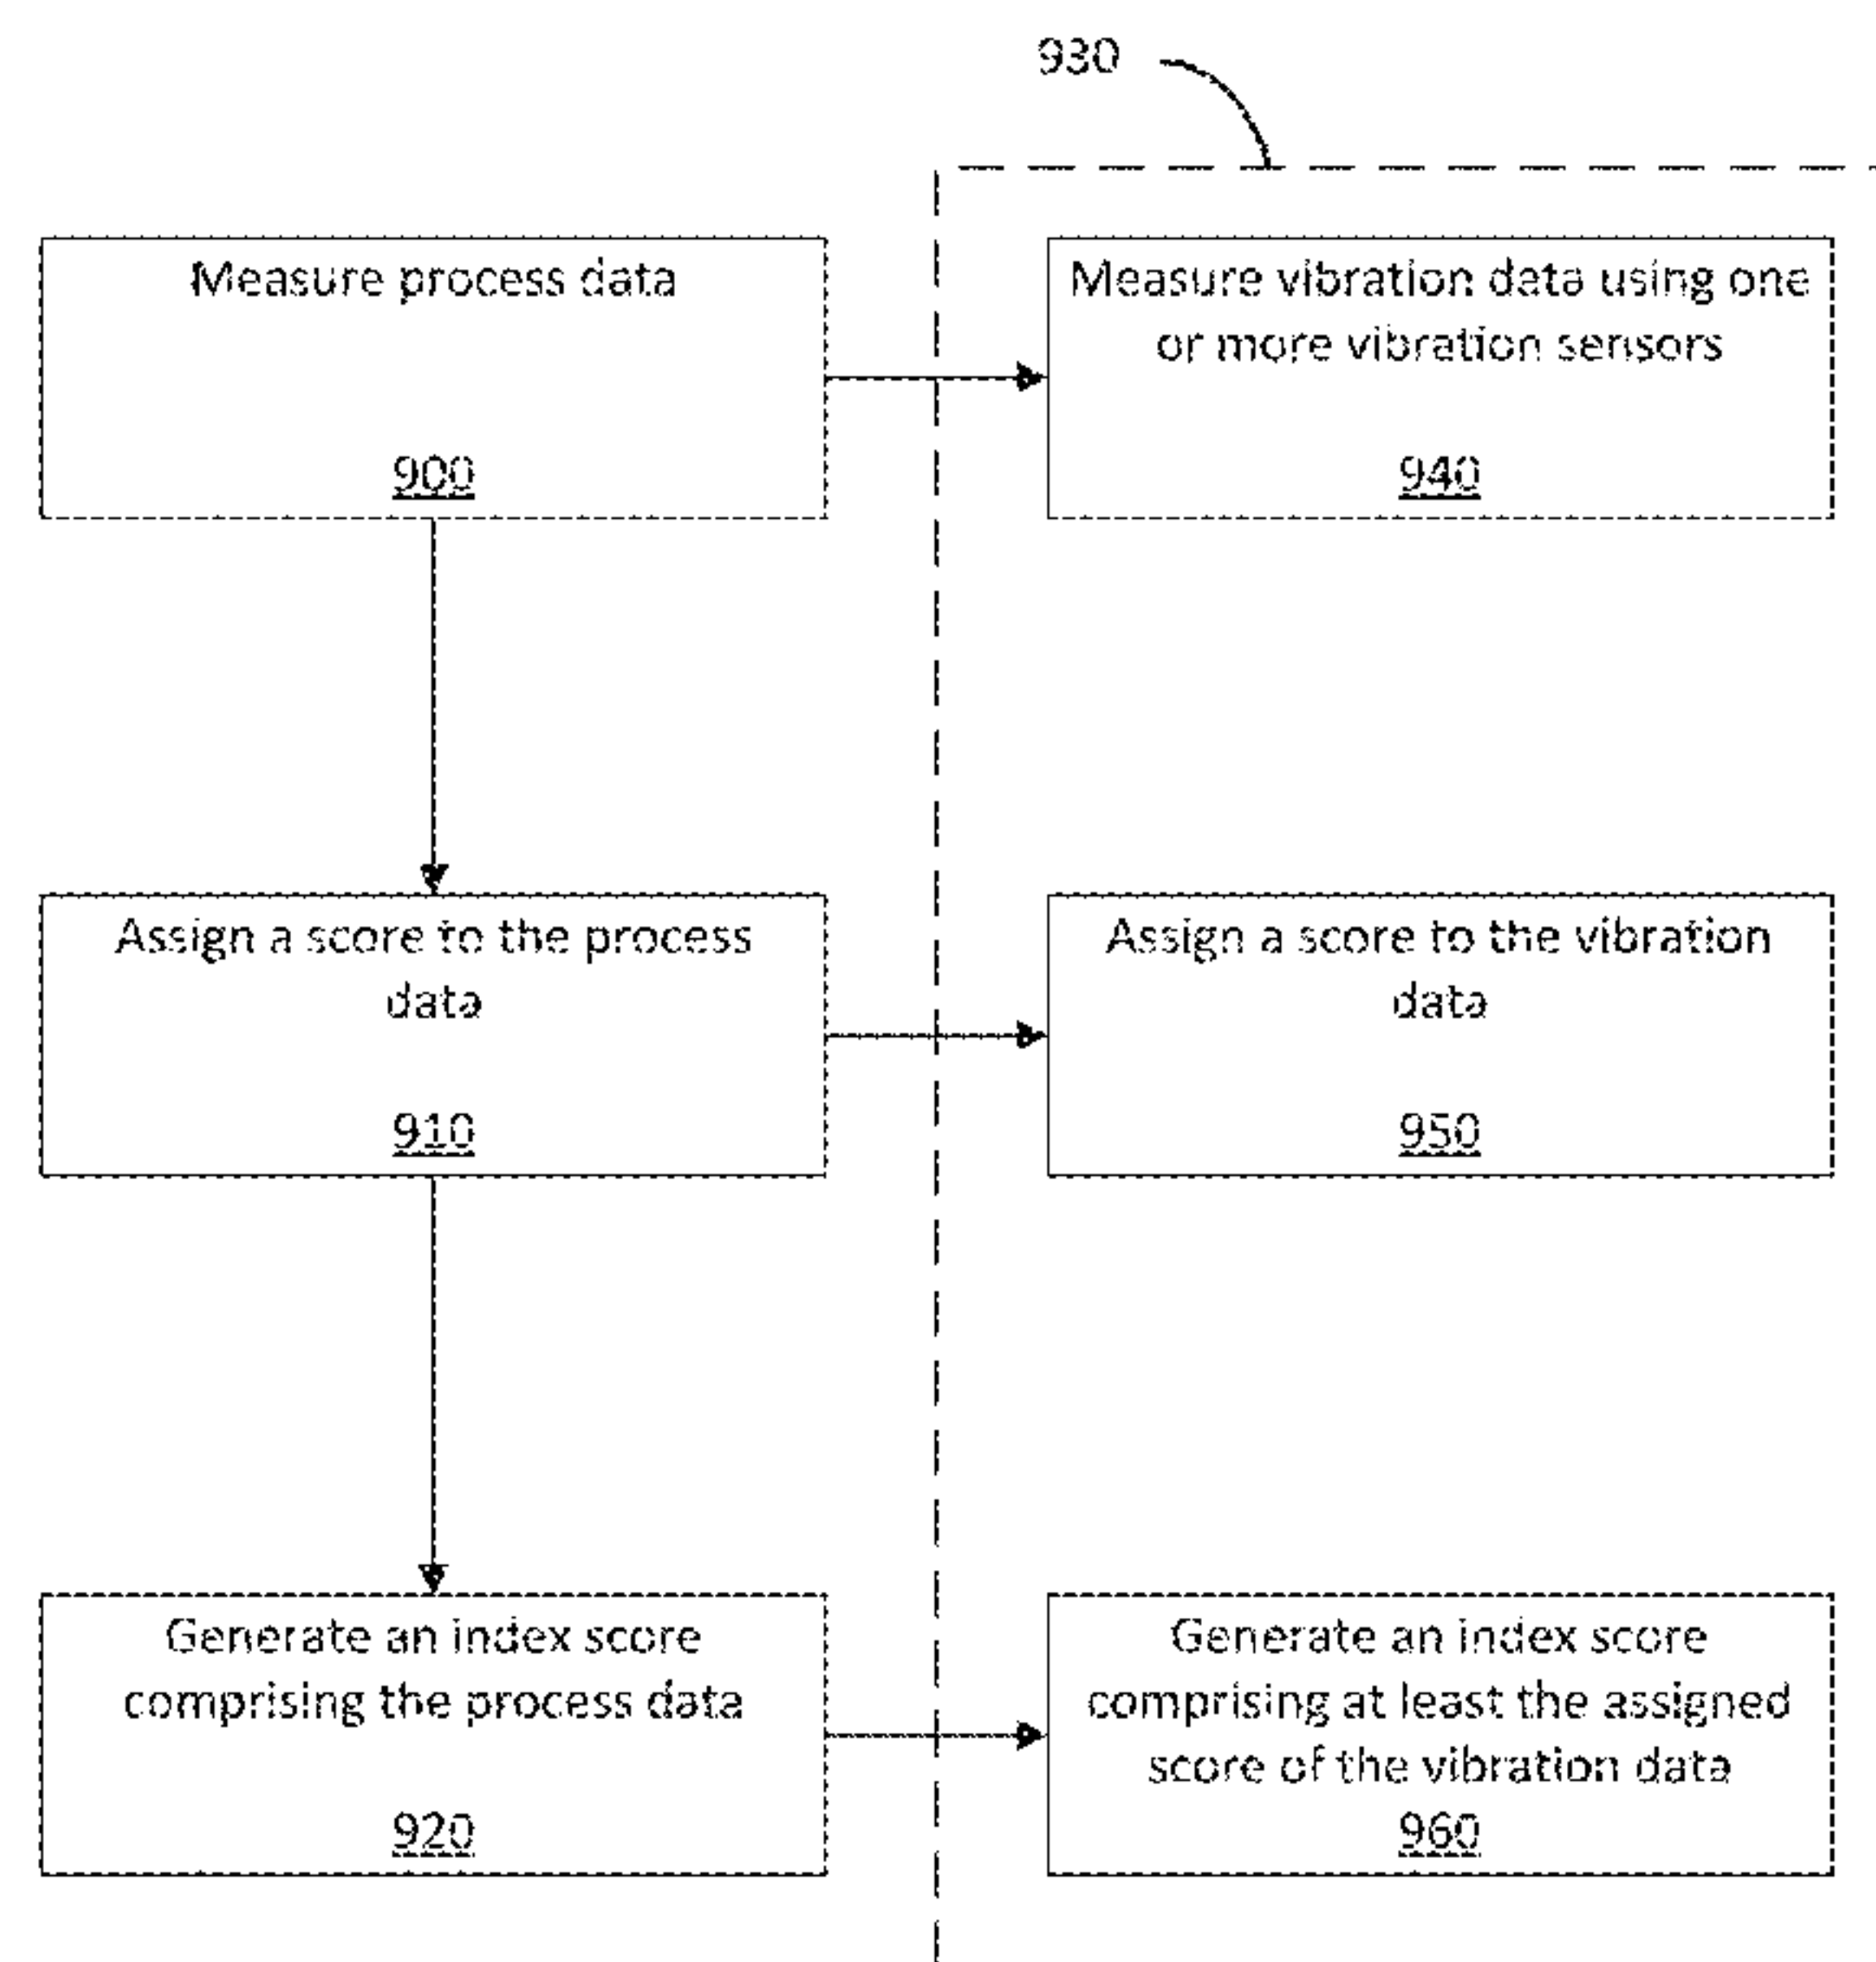 930
Measure process data
900
Measure vibration data using one
or more vibration sensors
940
Assign a score to the process
data
910
Assign a score to the vibration
data
950
Generate an index score
comprising the process data
920
Generate an index score
comprising at least the assigned
score of the vibration data
960